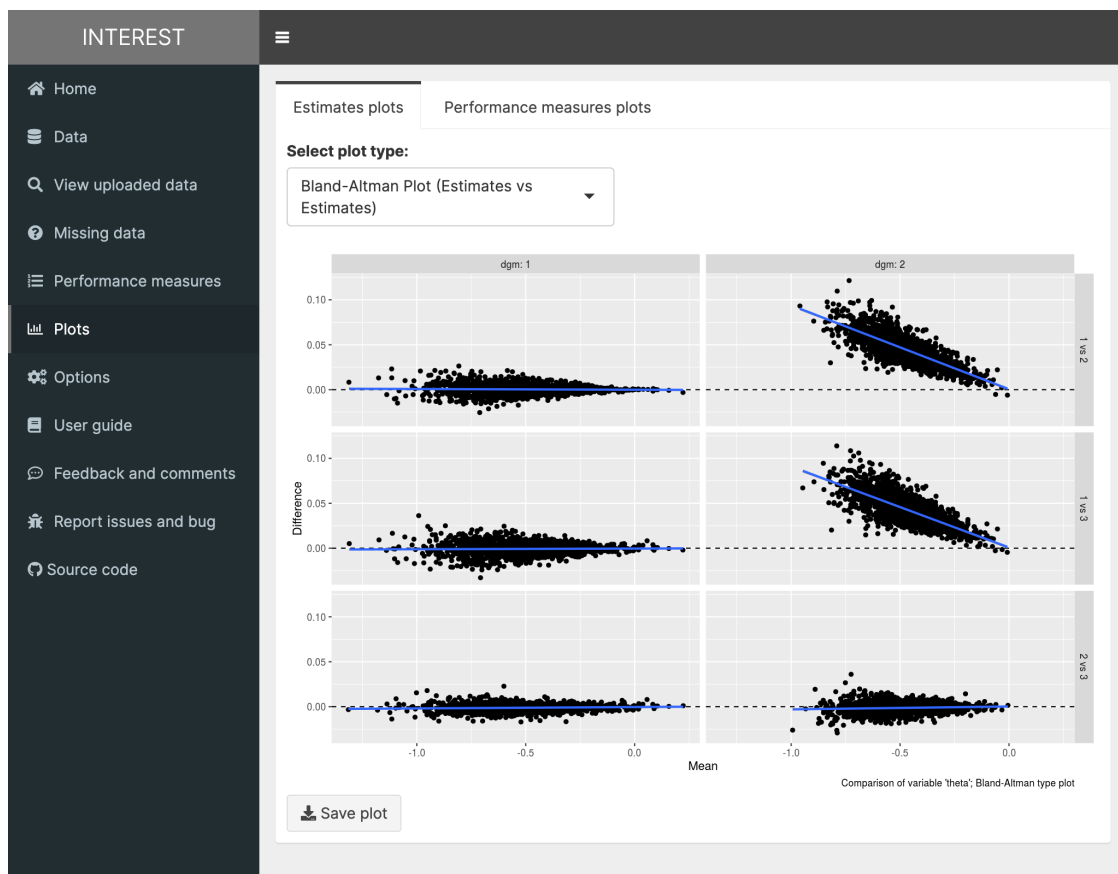 INTEREST
Home
Data
View uploaded data
Missing data
Performance measures
Plots
Options
User guide
Feedback and comments
Report issues and bug
Source code
Estimates plots
Performance measures plots
Select plot type:
Bland-Altman Plot (Estimates vs
Estimates)
dgm: 1
dgm: 2
0.10
0.05
0.00
1 vs 2
0.10
0.05
0.00
1 vs 3
Difference
0.10
0.05
0.00
2 vs 3
-1.0
-0.5
0.0
-1.0
-0.5
0.0
Mean
Comparison of variable 'theta'; Bland-Altman type plot
Save plot